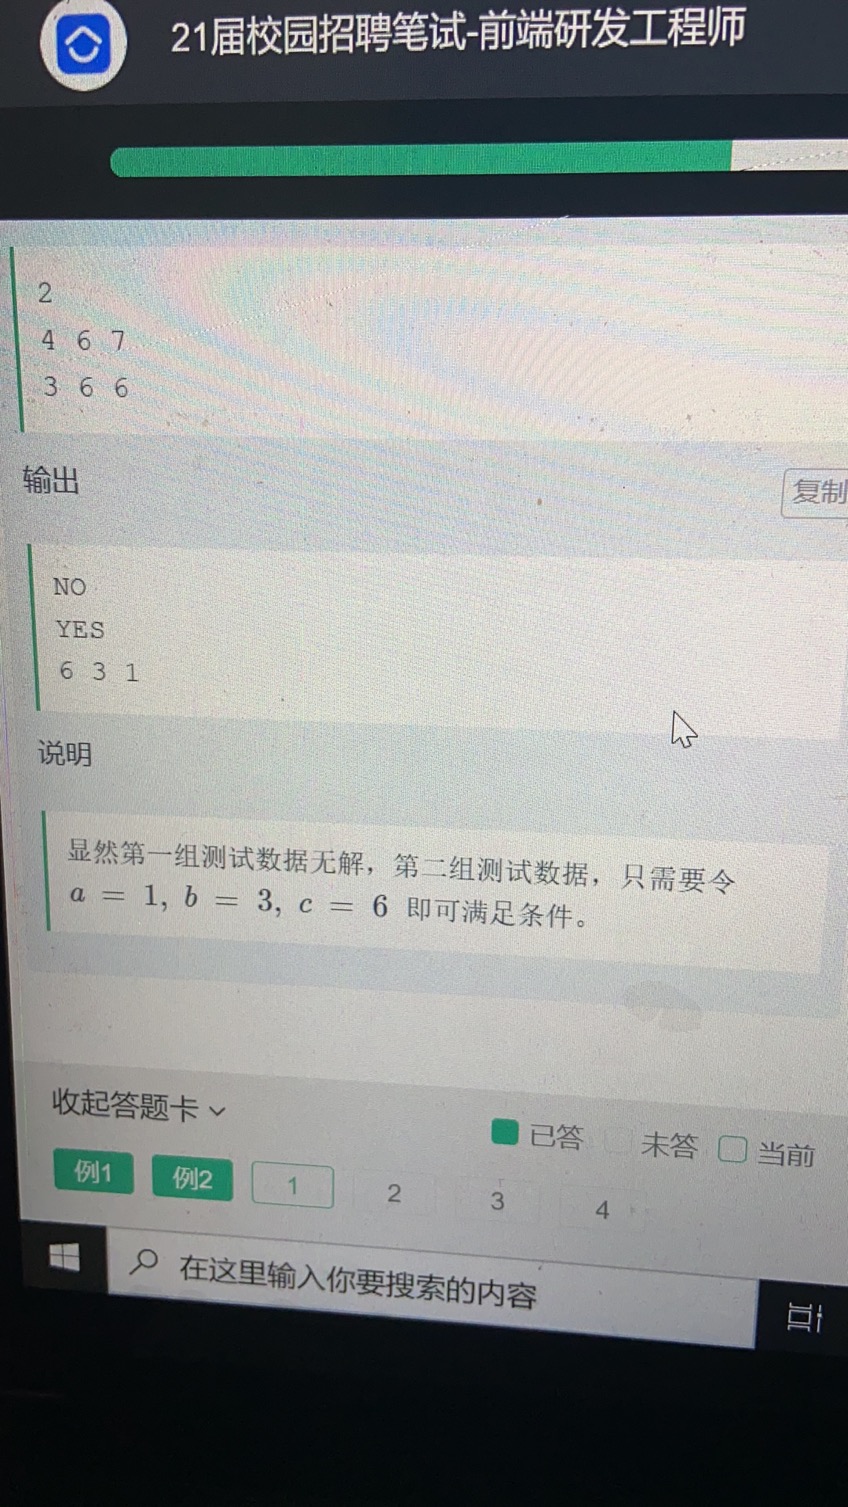 21届校园招聘笔试-前端研发工程师
2
4 6 7
3 6 6
输出
复制
NO
YES
6 3 1
说明
显然第一组测试数据无解，第二组测试数据，只需要令
a = 1, b = 3, c = 6 即可满足条件。
收起答题卡
已答 未答 当前
例1 例2 1 2 3 4
在这里输入你要搜索的内容